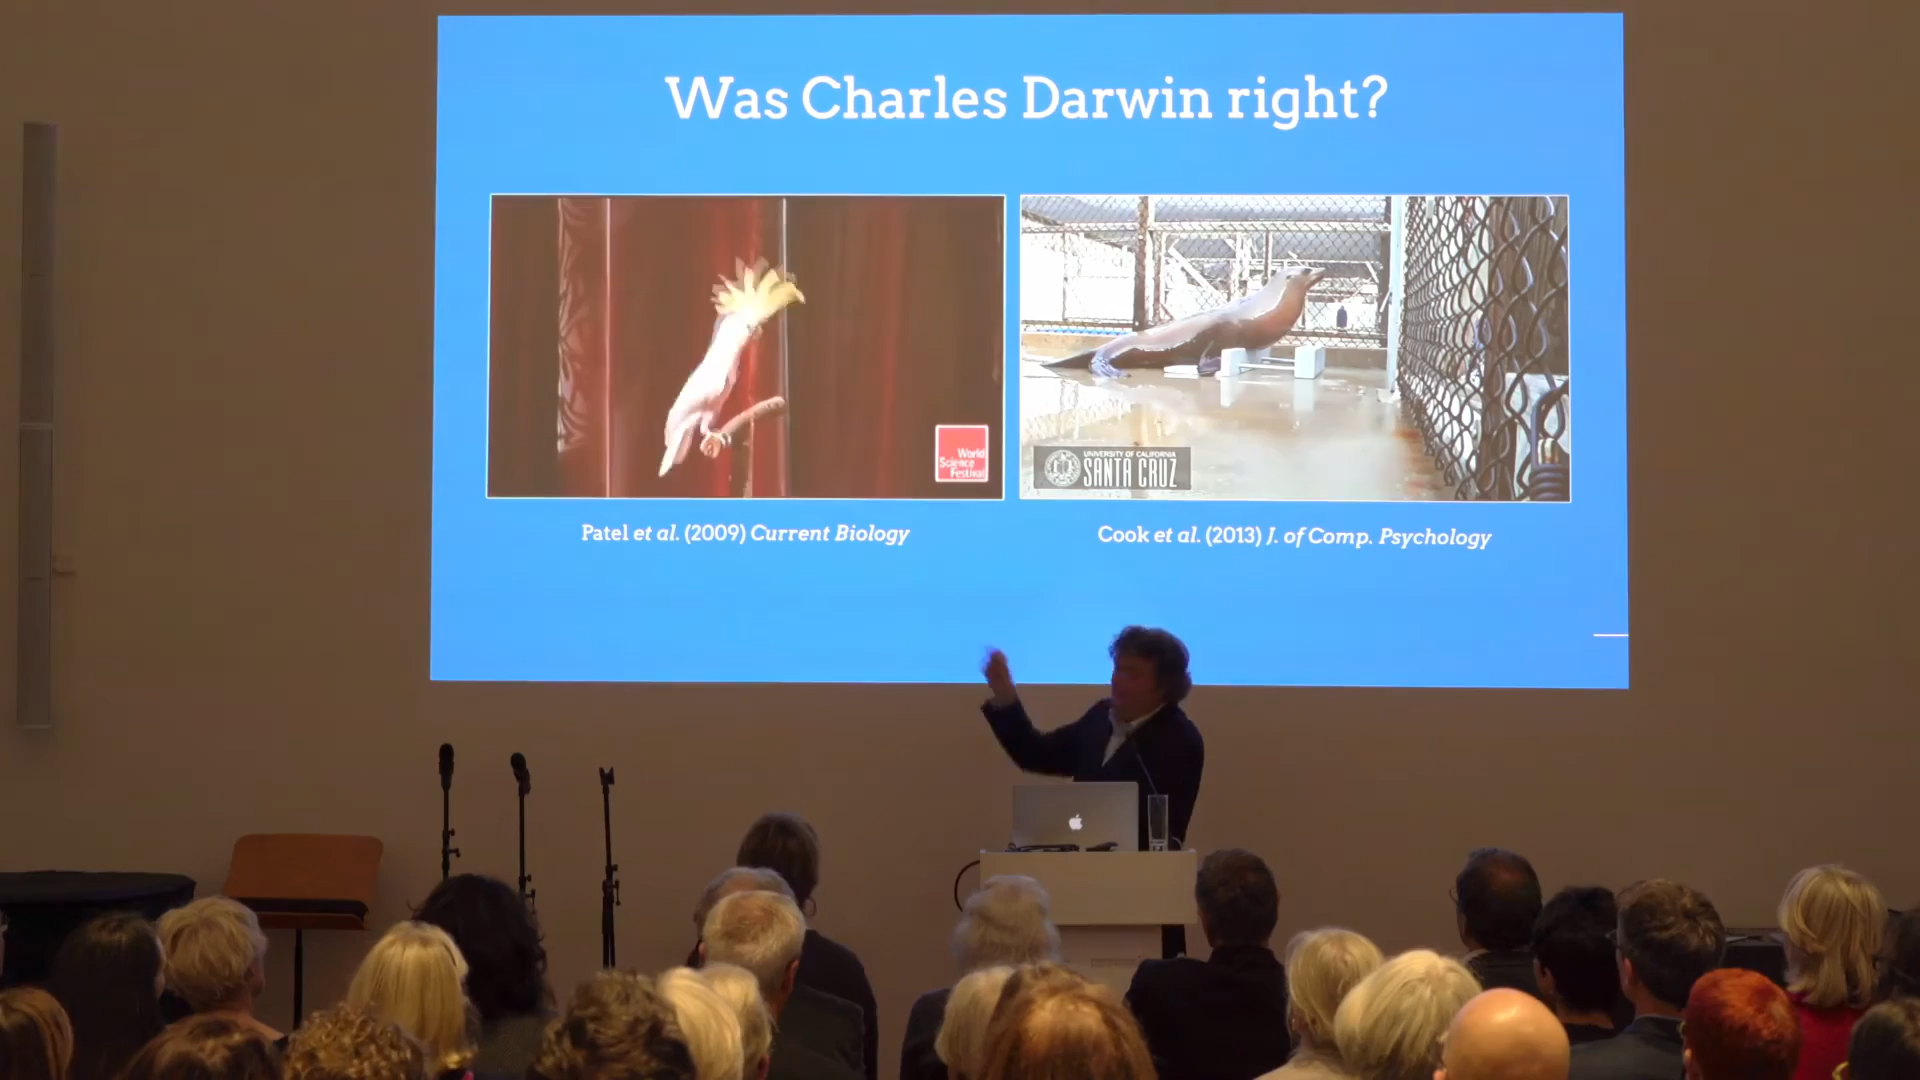 Was Charles Darwin right?
World
Science
Festival
UNIVERSITY OF CALIFORNIA
SANTA CRUZ
Patel et al. (2009) Current Biology
Cook et al. (2013) J. of Comp. Psychology